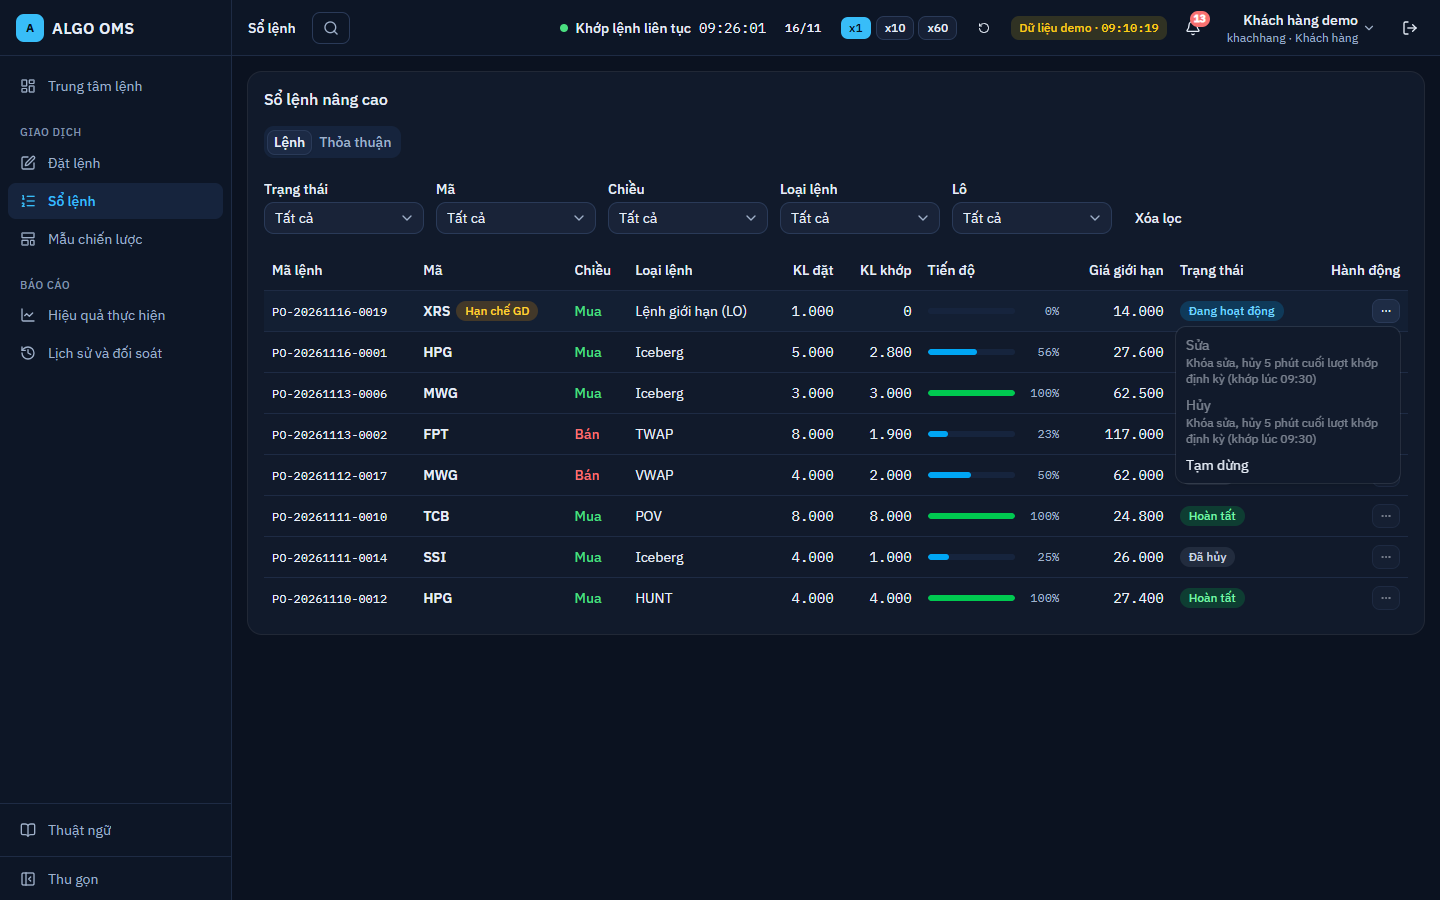 A ALGO OMS
Sổ lệnh
Khớp lệnh liên tục 09:26:01 16/11 x1 x10 x60
Dữ liệu demo · 09:10:19
13
Khách hàng demo
khachhang · Khách hàng
Trung tâm lệnh
GIAO DỊCH
Đặt lệnh
Sổ lệnh
Mẫu chiến lược
BÁO CÁO
Hiệu quả thực hiện
Lịch sử và đối soát
Thuật ngữ
Thu gọn
Sổ lệnh nâng cao
Lệnh Thỏa thuận
Trạng thái Mã Chiều Loại lệnh Lô
Tất cả Tất cả Tất cả Tất cả Tất cả Xóa lọc
Mã lệnh Mã Chiều Loại lệnh KL đặt KL khớp Tiến độ Giá giới hạn Trạng thái Hành động
PO-20261116-0019 XRS Hạn chế GD Mua Lệnh giới hạn (LO) 1.000 0 0% 14.000 Đang hoạt động ···
PO-20261116-0001 HPG Mua Iceberg 5.000 2.800 56% 27.600
PO-20261113-0006 MWG Mua Iceberg 3.000 3.000 100% 62.500
PO-20261113-0002 FPT Bán TWAP 8.000 1.900 23% 117.000
PO-20261112-0017 MWG Bán VWAP 4.000 2.000 50% 62.000
PO-20261111-0010 TCB Mua POV 8.000 8.000 100% 24.800 Hoàn tất ···
PO-20261111-0014 SSI Mua Iceberg 4.000 1.000 25% 26.000 Đã hủy ···
PO-20261110-0012 HPG Mua HUNT 4.000 4.000 100% 27.400 Hoàn tất ···
Sửa
Khóa sửa, hủy 5 phút cuối lượt khớp
định kỳ (khớp lúc 09:30)
Hủy
Khóa sửa, hủy 5 phút cuối lượt khớp
định kỳ (khớp lúc 09:30)
Tạm dừng